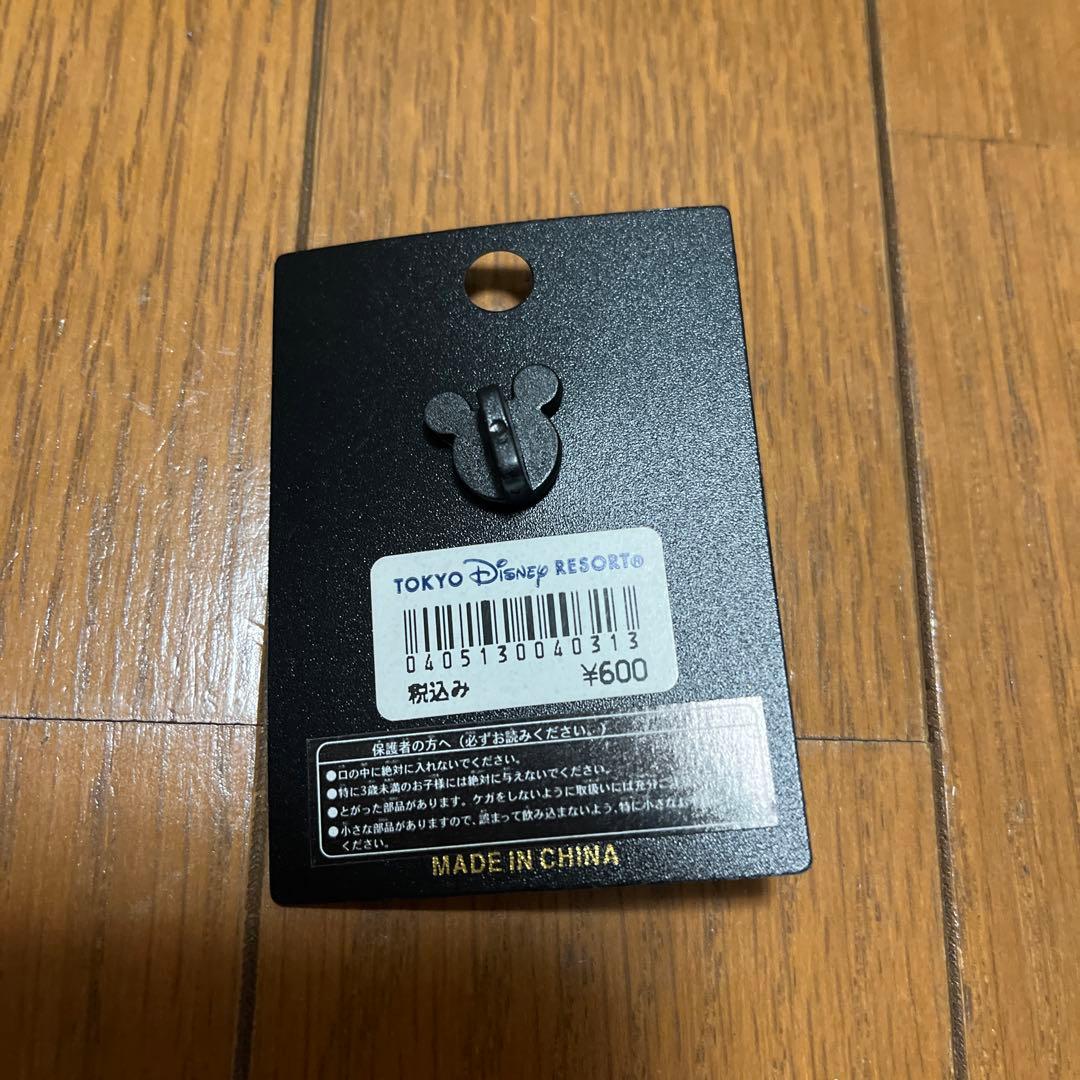 TOKYO Disney RESORT®
0405130040313
税込み ¥600
保護者の方へ (必ずお読みください。)
●口の中に絶対に入れないでください。
●特に3歳未満のお子様には絶対に与えないでください。
●とがった部品があります。ケガをしないように取扱いには充分に
●小さな部品がありますので、誤まって飲み込まないよう、特に小さな
ください。
MADE IN CHINA